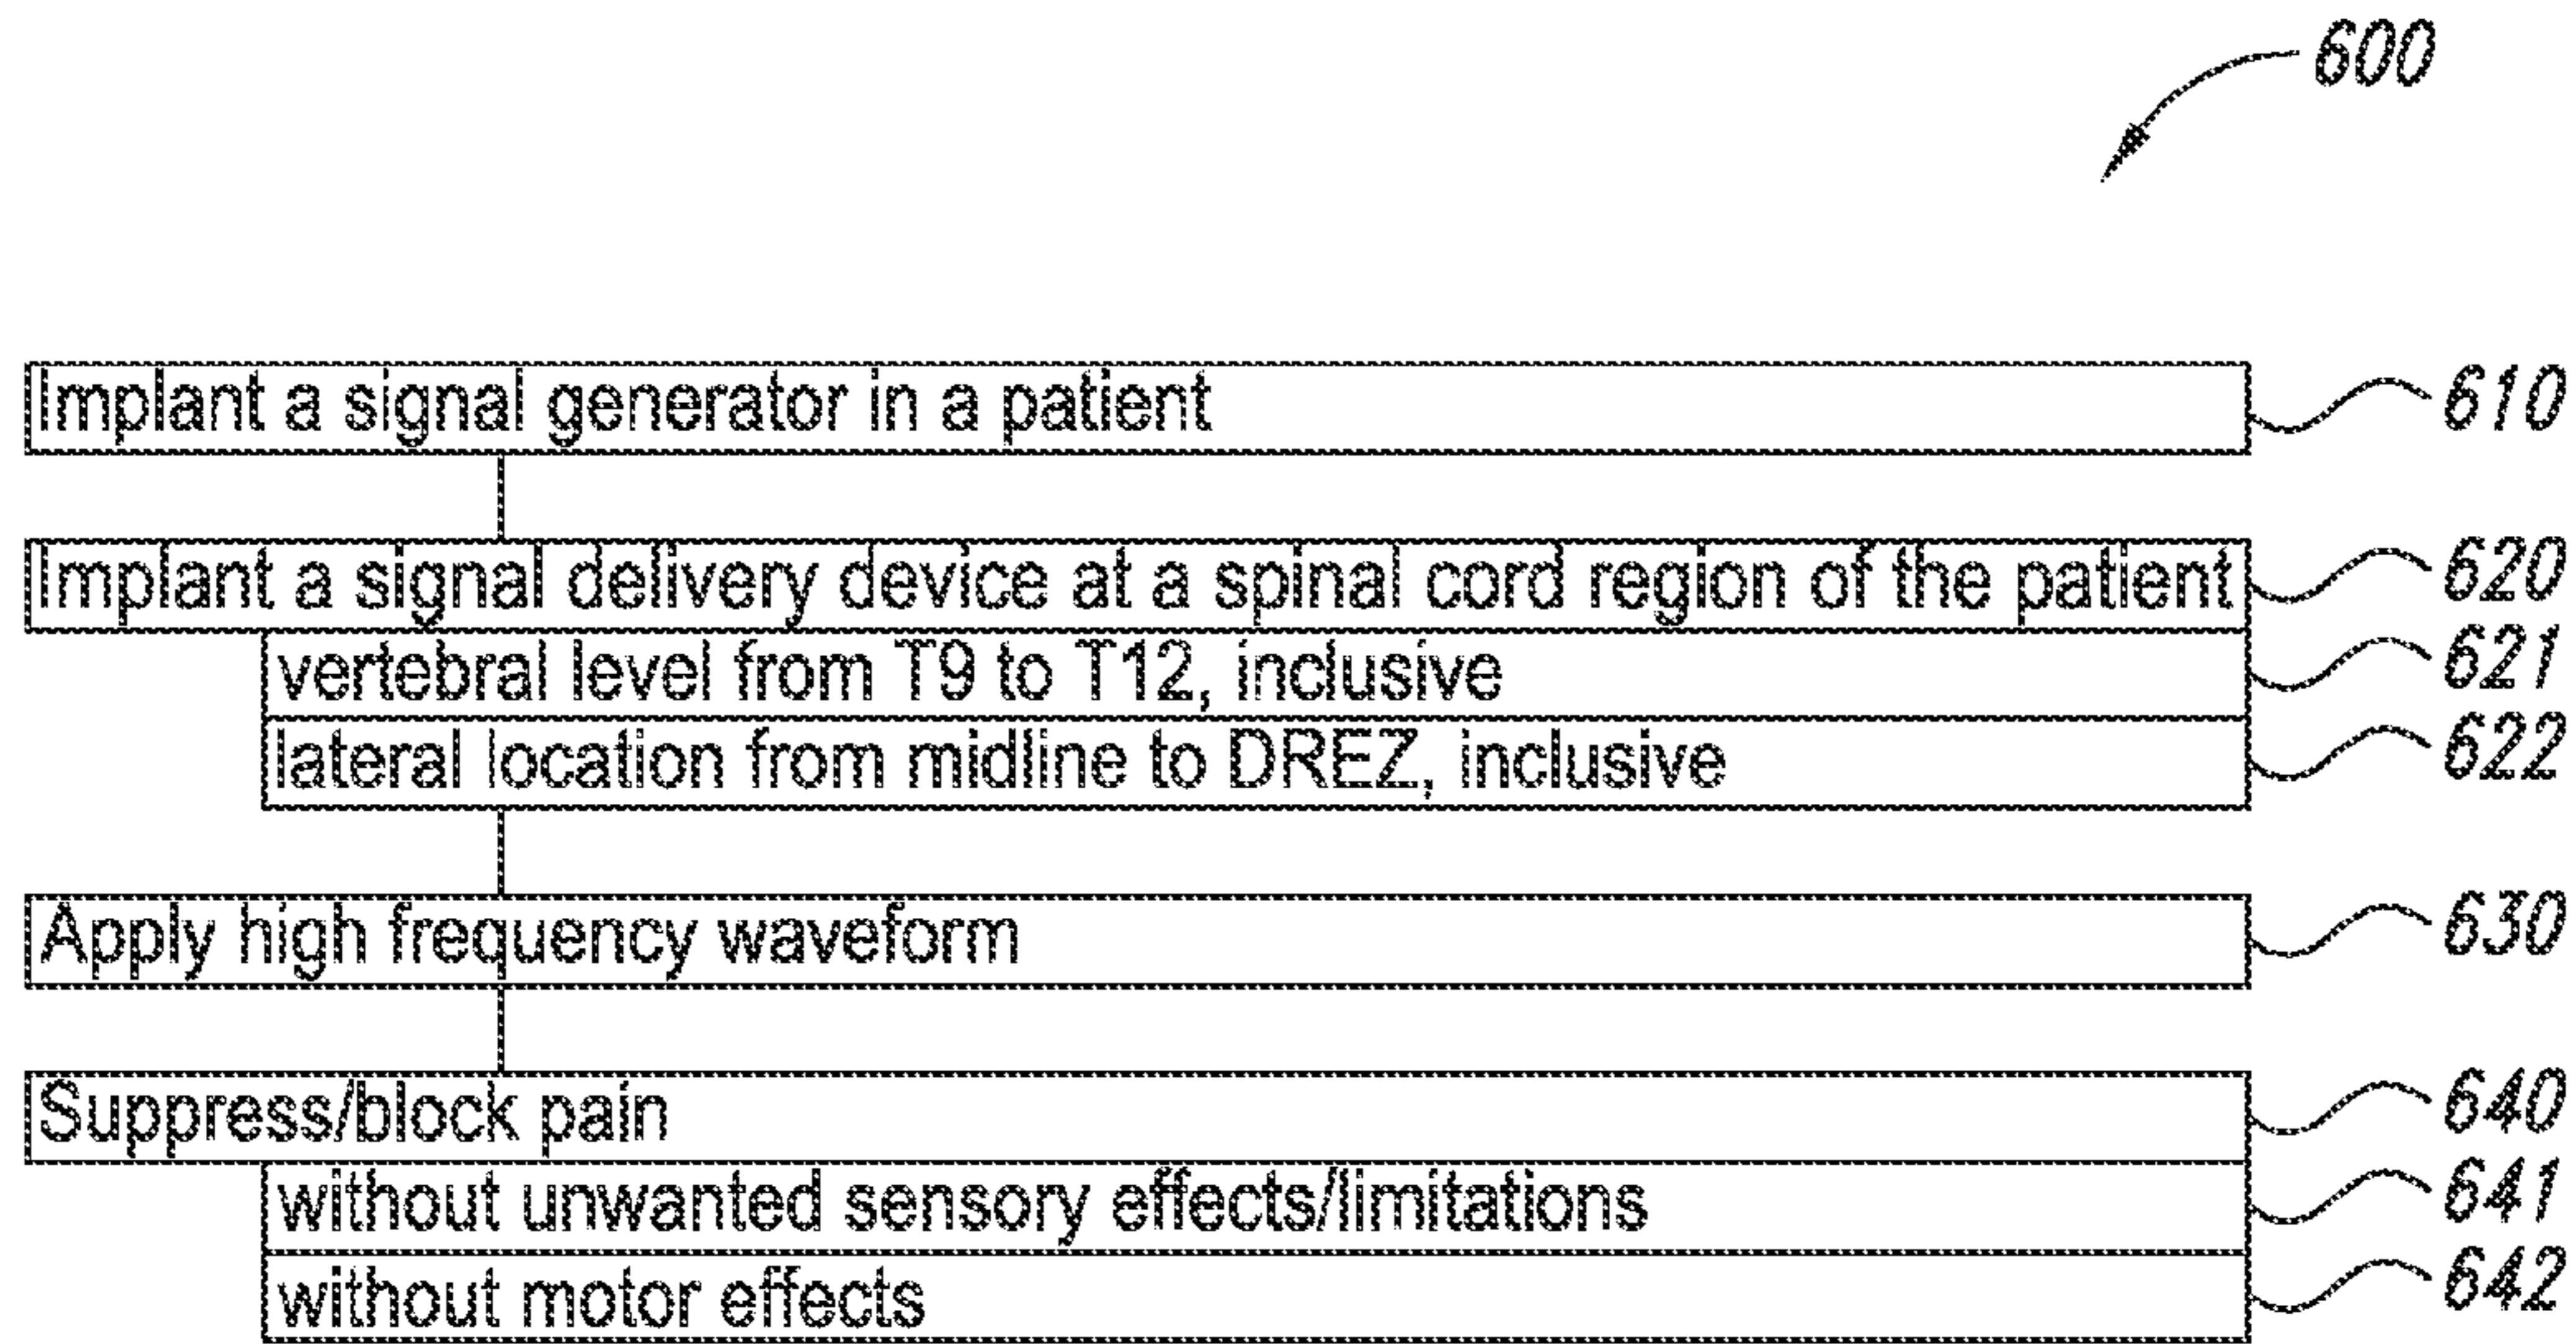 600
Implant a signal generator in a patient 610
Implant a signal delivery device at a spinal cord region of the patient 620
vertebral level from T9 to T12, inclusive 621
lateral location from midline to DREZ, inclusive 622
Apply high frequency waveform 630
Suppress/block pain 640
without unwanted sensory effects/limitations 641
without motor effects 642